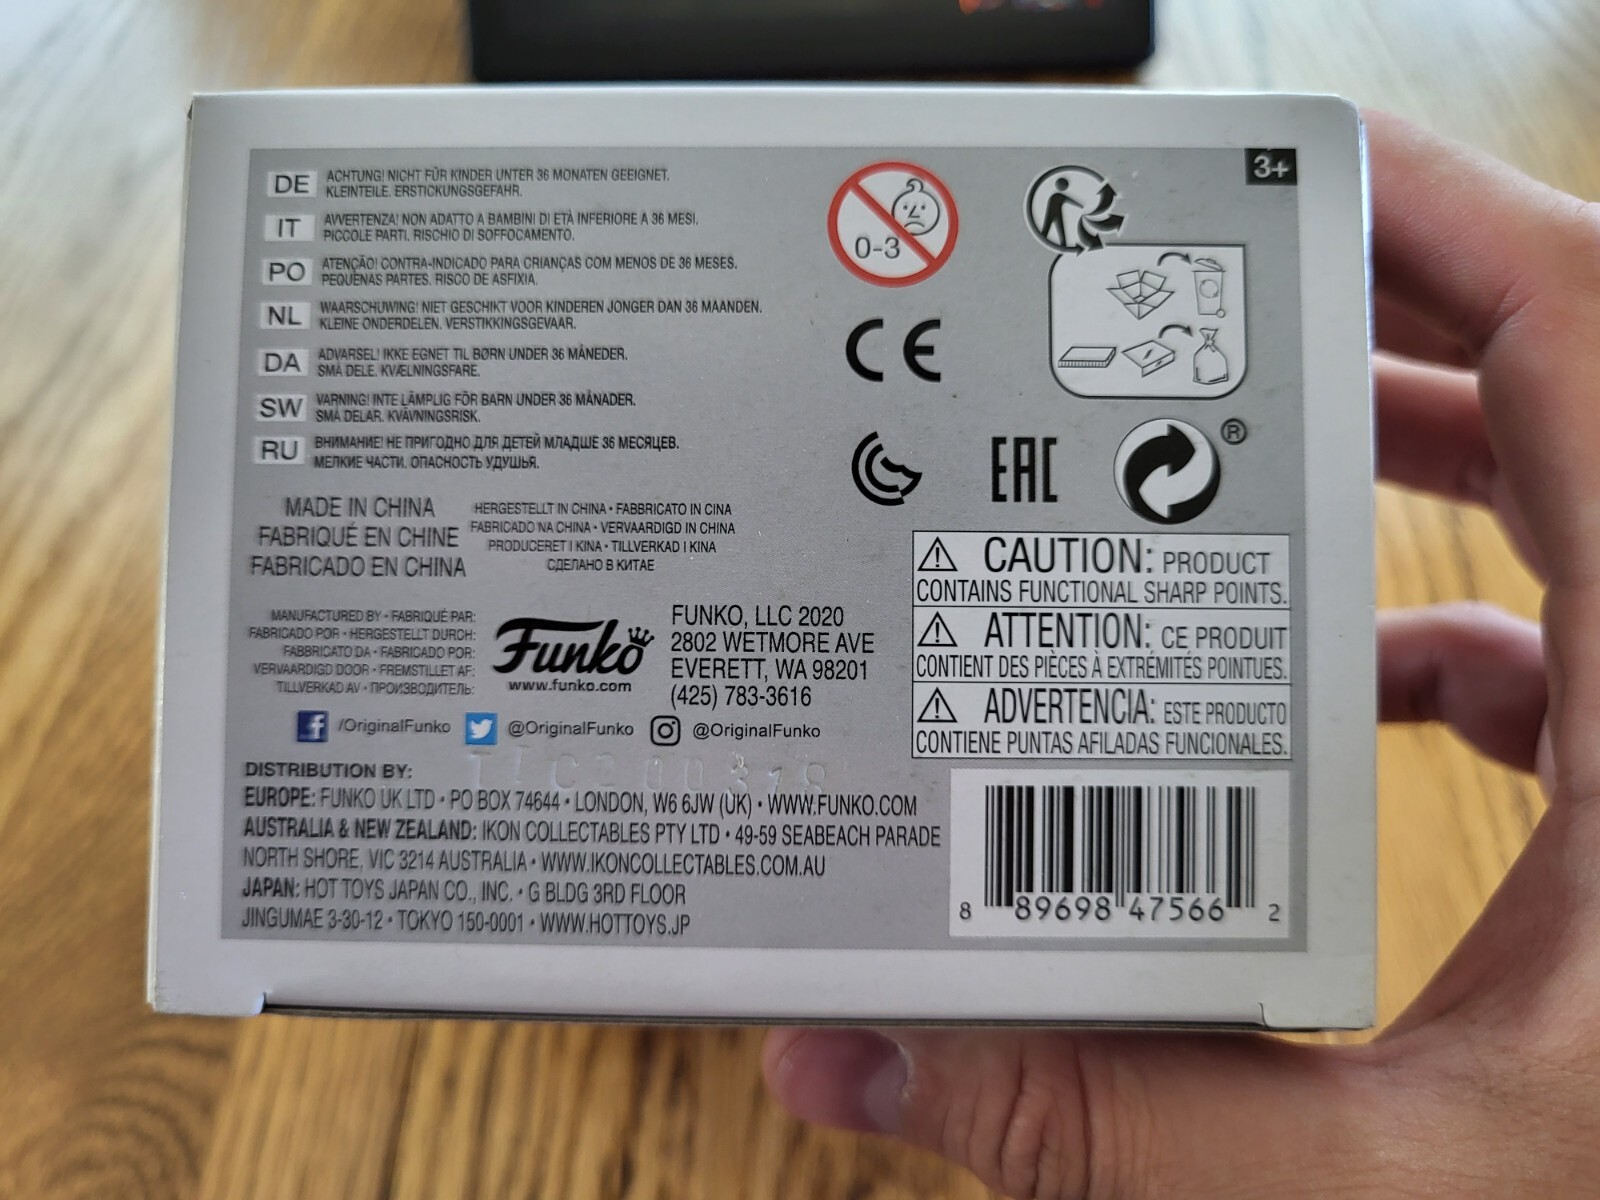 DE ACHTUNG! NICHT FÜR KINDER UNTER 36 MONATEN GEEIGNET.
KLEINTEILE. ERSTICKUNGSGEFAHR.
IT AVVERTENZA! NON ADATTO A BAMBINI DI ETÀ INFERIORE A 36 MESI.
PICCOLE PARTI. RISCHIO DI SOFFOCAMENTO.
PO ATENÇÃO! CONTRA-INDICADO PARA CRIANÇAS COM MENOS DE 36 MESES.
PEQUENAS PARTES. RISCO DE ASFIXIA.
NL WAARSCHUWING! NIET GESCHIKT VOOR KINDEREN JONGER DAN 36 MAANDEN.
KLEINE ONDERDELEN. VERSTIKKINGSGEVAAR.
DA ADVARSEL! IKKE EGNET TIL BØRN UNDER 36 MÅNEDER.
SMÅ DELE. KVÆLNINGSFARE.
SW VARNING! INTE LÄMPLIG FÖR BARN UNDER 36 MÅNADER.
SMÅ DELAR. KVÄVNINGSRISK.
RU ВНИМАНИЕ! НЕ ПРИГОДНО ДЛЯ ДЕТЕЙ МЛАДШЕ 36 МЕСЯЦЕВ.
МЕЛКИЕ ЧАСТИ. ОПАСНОСТЬ УДУШЬЯ.
0-3
3+
CE
EAC
®
MADE IN CHINA
FABRIQUÉ EN CHINE
FABRICADO EN CHINA
HERGESTELLT IN CHINA • FABBRICATO IN CINA
FABRICADO NA CHINA • VERVAARDIGD IN CHINA
PRODUCERET I KINA • TILLVERKAD I KINA
СДЕЛАНО В КИТАЕ
MANUFACTURED BY • FABRIQUÉ PAR:
FABRICADO POR • HERGESTELLT DURCH:
FABBRICATO DA • FABRICADO POR:
VERVAARDIGD DOOR • FREMSTILLET AF:
TILLVERKAD AV • ПРОИЗВОДИТЕЛЬ:
Funko
www.funko.com
FUNKO, LLC 2020
2802 WETMORE AVE
EVERETT, WA 98201
(425) 783-3616
/OriginalFunko @OriginalFunko @OriginalFunko
CAUTION: PRODUCT
CONTAINS FUNCTIONAL SHARP POINTS.
ATTENTION: CE PRODUIT
CONTIENT DES PIÈCES À EXTRÉMITÉS POINTUES.
ADVERTENCIA: ESTE PRODUCTO
CONTIENE PUNTAS AFILADAS FUNCIONALES.
DISTRIBUTION BY:
EUROPE: FUNKO UK LTD • PO BOX 74644 • LONDON, W6 6JW (UK) • WWW.FUNKO.COM
AUSTRALIA & NEW ZEALAND: IKON COLLECTABLES PTY LTD • 49-59 SEABEACH PARADE
NORTH SHORE, VIC 3214 AUSTRALIA • WWW.IKONCOLLECTABLES.COM.AU
JAPAN: HOT TOYS JAPAN CO., INC. • G BLDG 3RD FLOOR
JINGUMAE 3-30-12 • TOKYO 150-0001 • WWW.HOTTOYS.JP
8 89698 47566 2